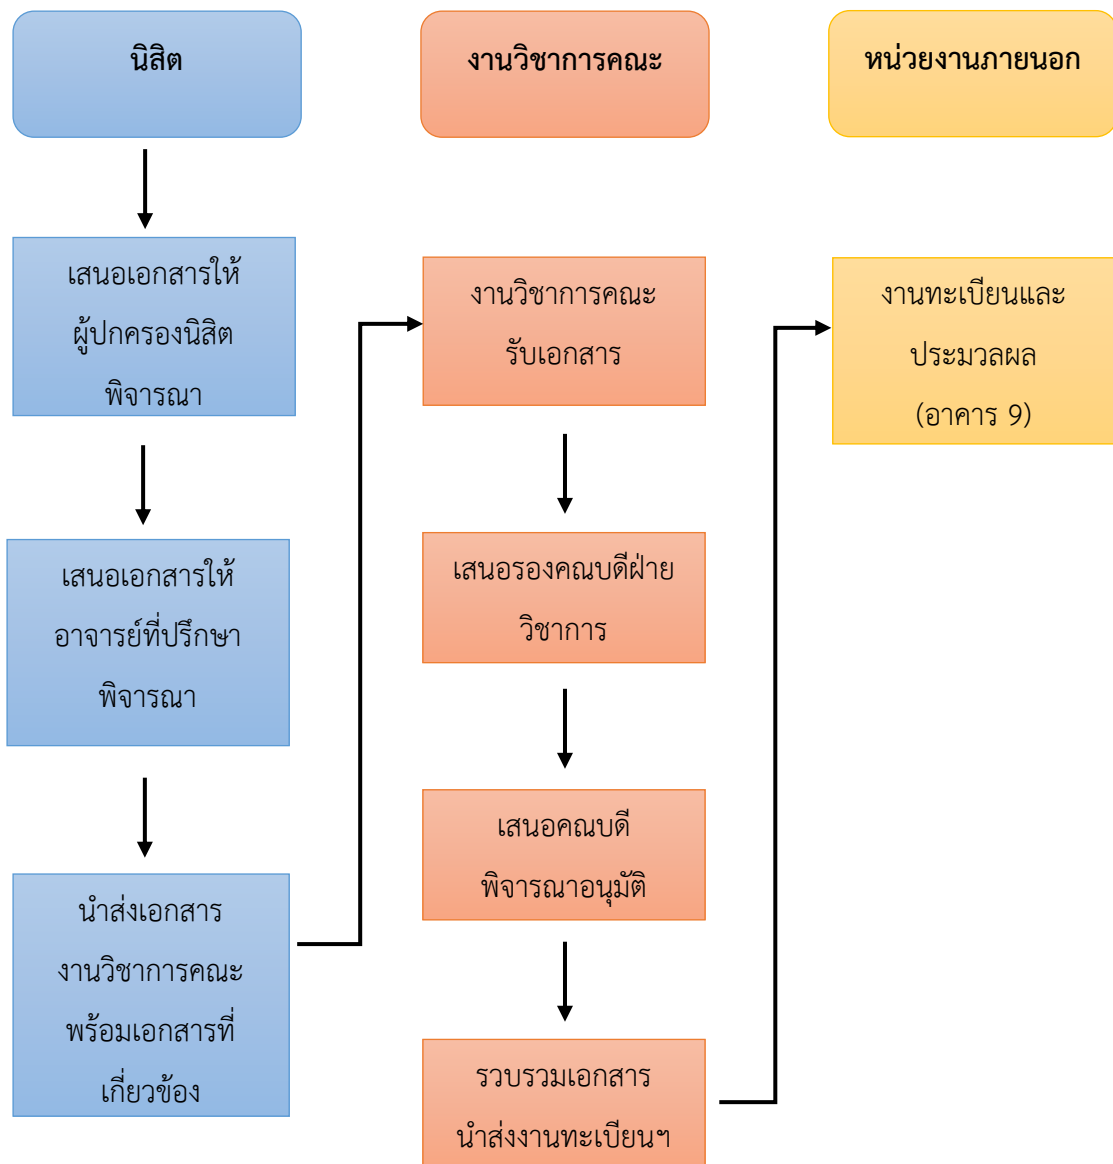 นิสิต
งานวิชาการคณะ
หน่วยงานภายนอก
เสนอเอกสารให้
ผู้ปกครองนิสิต
พิจารณา
เสนอเอกสารให้
อาจารย์ที่ปรึกษา
พิจารณา
นำส่งเอกสาร
งานวิชาการคณะ
พร้อมเอกสารที่
เกี่ยวข้อง
งานวิชาการคณะ
รับเอกสาร
เสนอรองคณบดีฝ่าย
วิชาการ
เสนอคณบดี
พิจารณาอนุมัติ
รวบรวมเอกสาร
นำส่งงานทะเบียนฯ
งานทะเบียนและ
ประมวลผล
(อาคาร 9)